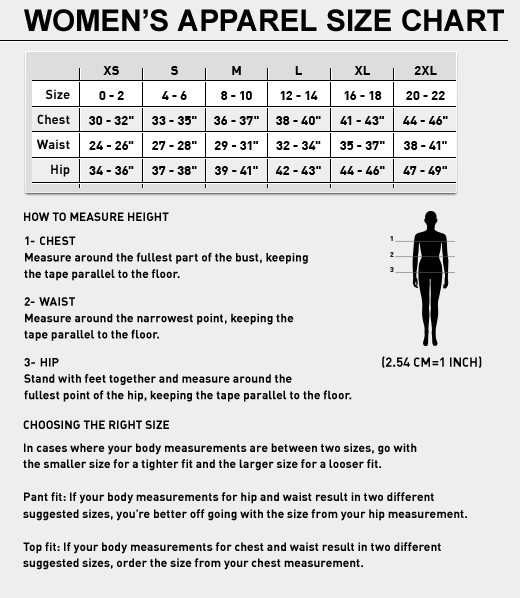 WOMEN'S APPAREL SIZE CHART
XS S M L XL 2XL
Size 0 - 2 4 - 6 8 - 10 12 - 14 16 - 18 20 - 22
Chest 30 - 32" 33 - 35" 36 - 37" 38 - 40" 41 - 43" 44 - 46"
Waist 24 - 26" 27 - 28" 29 - 31" 32 - 34" 35 - 37" 38 - 41"
Hip 34 - 36" 37 - 38" 39 - 41" 42 - 43" 44 - 46" 47 - 49"
HOW TO MEASURE HEIGHT
1- CHEST
Measure around the fullest part of the bust, keeping
the tape parallel to the floor.
2- WAIST
Measure around the narrowest point, keeping the
tape parallel to the floor.
3- HIP
Stand with feet together and measure around the
fullest point of the hip, keeping the tape parallel to the floor.
1
2
3
(2.54 CM=1 INCH)
CHOOSING THE RIGHT SIZE
In cases where your body measurements are between two sizes, go with
the smaller size for a tighter fit and the larger size for a looser fit.
Pant fit: If your body measurements for hip and waist result in two different
suggested sizes, you're better off going with the size from your hip measurement.
Top fit: If your body measurements for chest and waist result in two different
suggested sizes, order the size from your chest measurement.